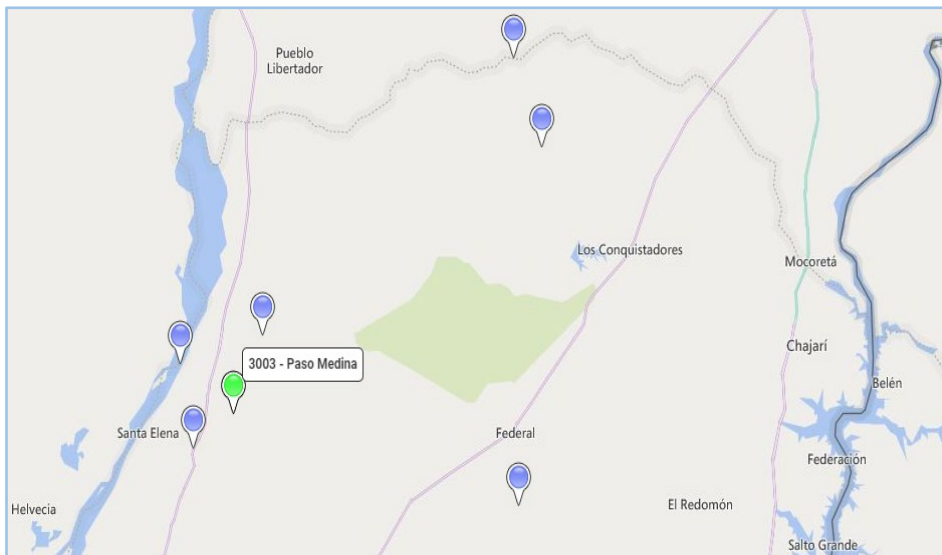 Pueblo
Libertador
Los Conquistadores
Mocoretá
Chajarí
3003 - Paso Medina
Belén
Santa Elena
Federal
Federación
Helvecia
El Redomón
Salto Grande